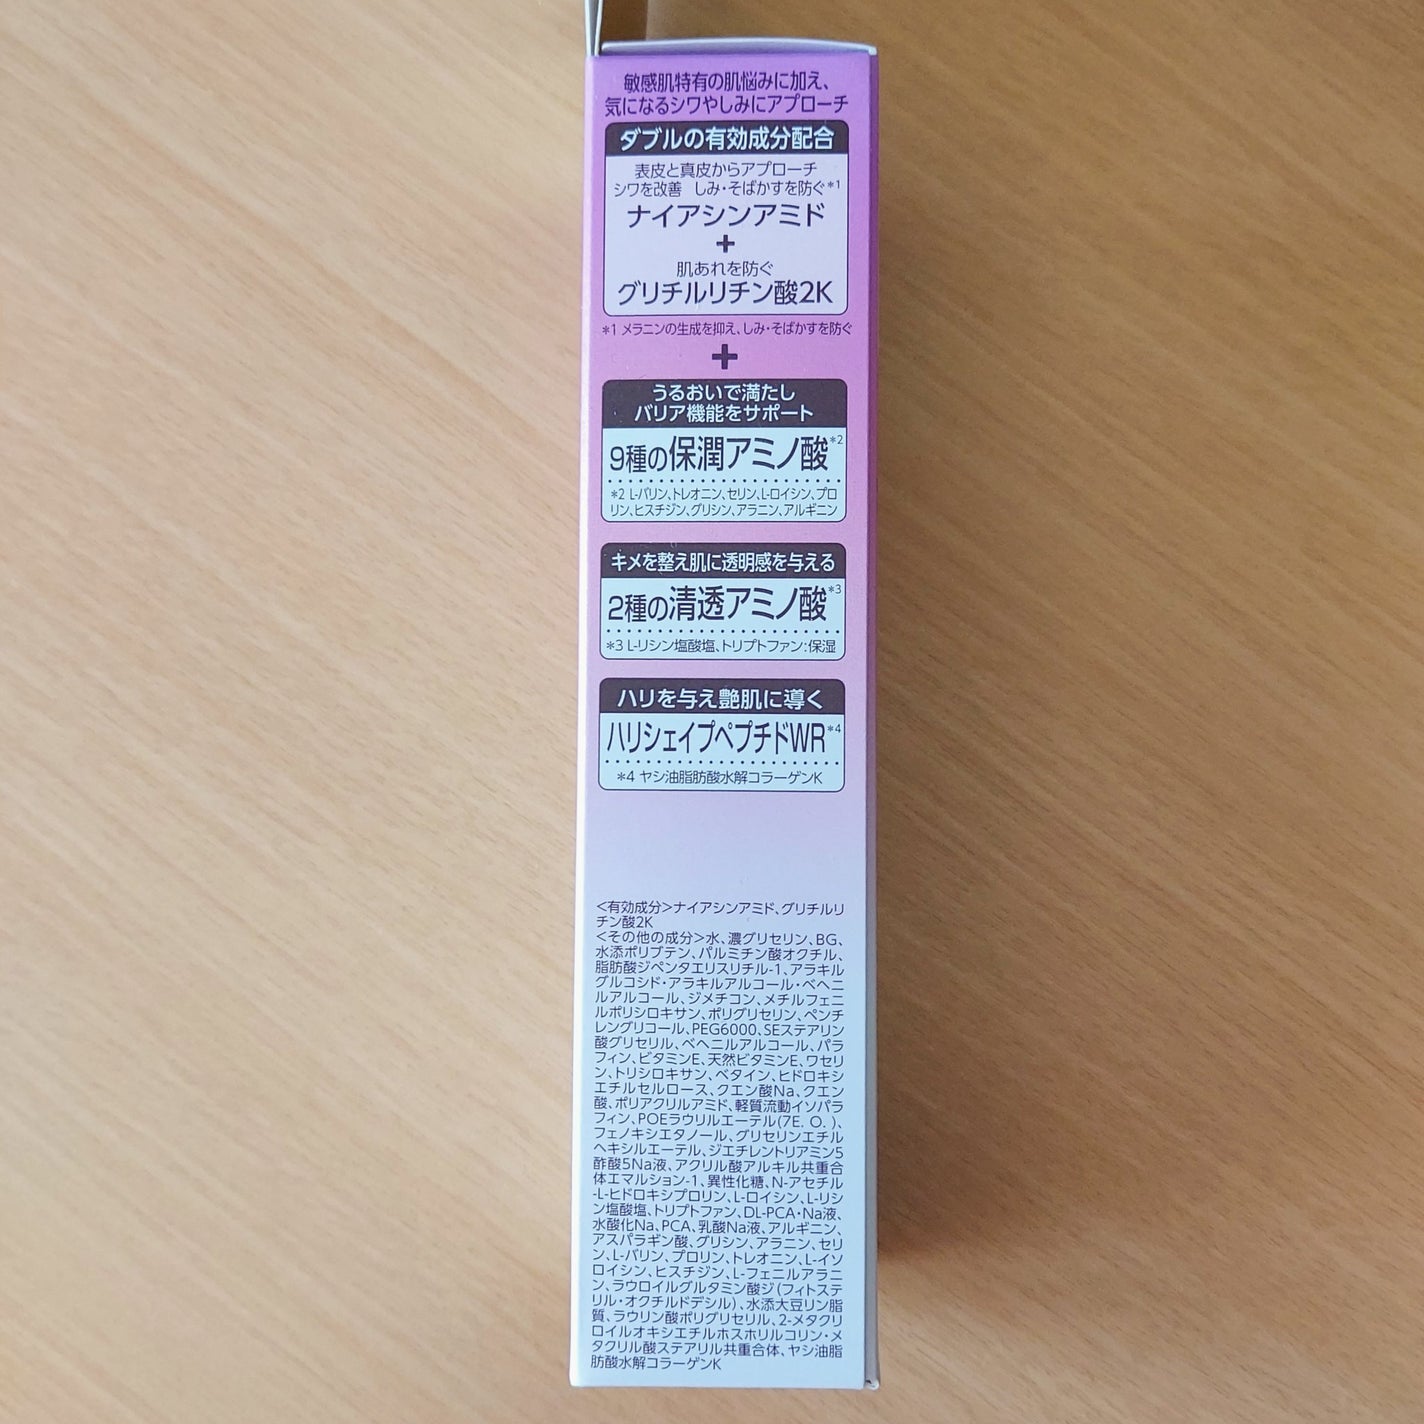 敏感肌特有の肌悩みに加え、
気になるシワやしみにアプローチ
ダブルの有効成分配合
表皮と真皮からアプローチ
シワを改善 しみ・そばかすを防ぐ*1
ナイアシンアミド
+
肌あれを防ぐ
グリチルリチン酸2K
*1 メラニンの生成を抑え、しみ・そばかすを防ぐ
+
うるおいで満たし
バリア機能をサポート
9種の保潤アミノ酸*2
*2 L-バリン、トレオニン、セリン、L-ロイシン、プロ
リン、ヒスチジン、グリシン、アラニン、アルギニン
キメを整え肌に透明感を与える
2種の清透アミノ酸*3
*3 L-リシン塩酸塩、トリプトファン:保湿
ハリを与え艶肌に導く
ハリシェイプペプチドWR*4
*4 ヤシ油脂肪酸水解コラーゲンK
<有効成分>ナイアシンアミド、グリチルリ
チン酸2K
<その他の成分>水、濃グリセリン、BG、
水添ポリブテン、パルミチン酸オクチル、
脂肪酸ジペンタエリスリチル-1、アラキル
グルコシド・アラキルアルコール・ベヘニ
ルアルコール、ジメチコン、メチルフェニ
ルポリシロキサン、ポリグリセリン、ペンチ
レングリコール、PEG6000、SEステアリン
酸グリセリル、ベヘニルアルコール、パラ
フィン、ビタミンE、天然ビタミンE、ワセリ
ン、トリシロキサン、ベタイン、ヒドロキシ
エチルセルロース、クエン酸Na、クエン
酸、ポリアクリルアミド、軽質流動イソパラ
フィン、POEラウリルエーテル(7E. O. )、
フェノキシエタノール、グリセリンエチル
ヘキシルエーテル、ジエチレントリアミン5
酢酸5Na液、アクリル酸アルキル共重合
体エマルション-1、異性化糖、N-アセチル
-L-ヒドロキシプロリン、L-ロイシン、L-リシ
ン塩酸塩、トリプトファン、DL-PCA・Na液、
水酸化Na、PCA、乳酸Na液、アルギニン、
アスパラギン酸、グリシン、アラニン、セリ
ン、L-バリン、プロリン、トレオニン、L-イソ
ロイシン、ヒスチジン、L-フェニルアラニ
ン、ラウロイルグルタミン酸ジ(フィトステ
リル・オクチルドデシル)、水添大豆リン脂
質、ラウリン酸ポリグリセリル、2-メタクリ
ロイルオキシエチルホスホリルコリン・メ
タクリル酸ステアリル共重合体、ヤシ油脂
肪酸水解コラーゲンK